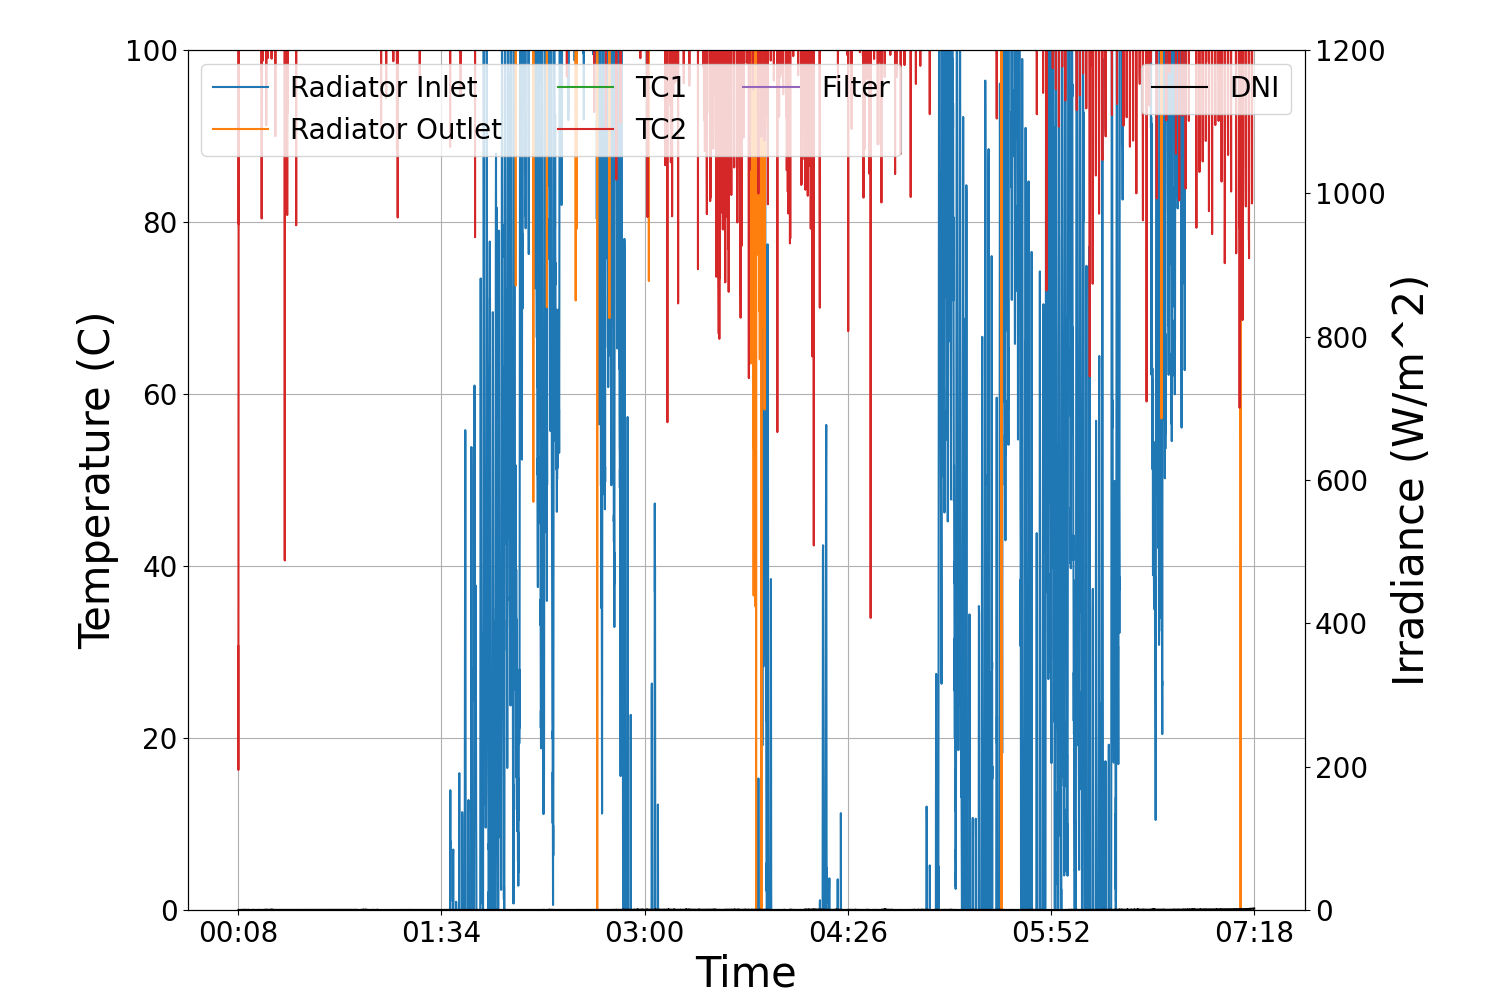 100
80
60
40
20
0
Temperature (C)
Radiator Inlet
Radiator Outlet
TC1
TC2
Filter
DNI
1200
1000
800
600
400
200
0
Irradiance (W/m^2)
00:08 01:34 03:00 04:26 05:52 07:18
Time